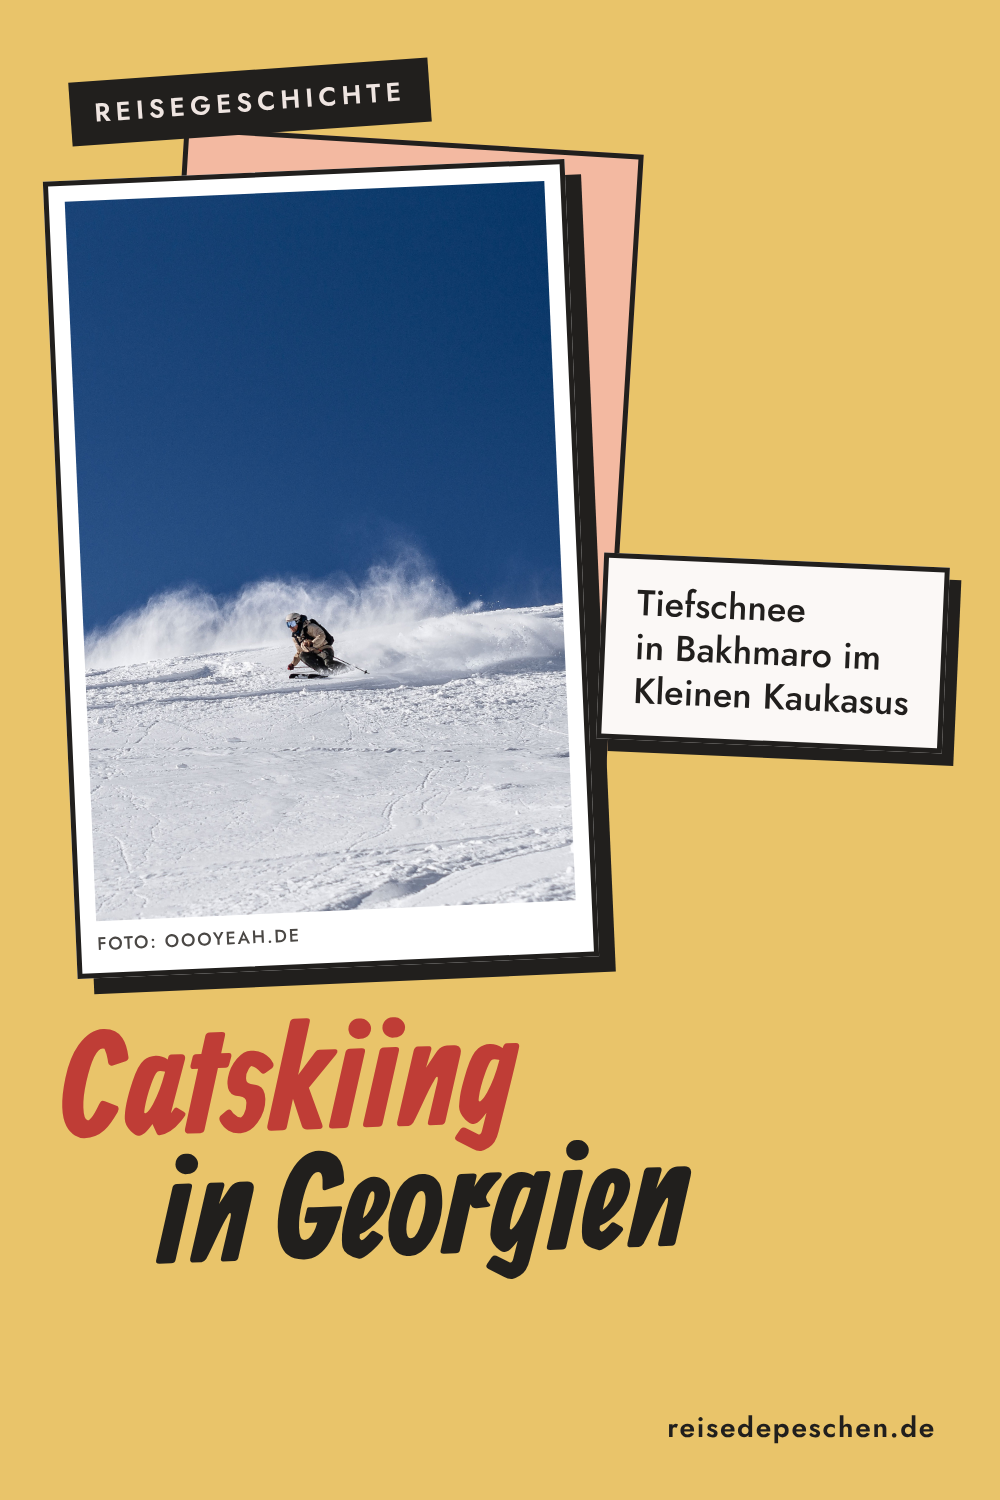 REISEGESCHICHTE
Tiefschnee
in Bakhmaro im
Kleinen Kaukasus
FOTO: OOOYEAH.DE
Catskiing
in Georgien
reisedepeschen.de